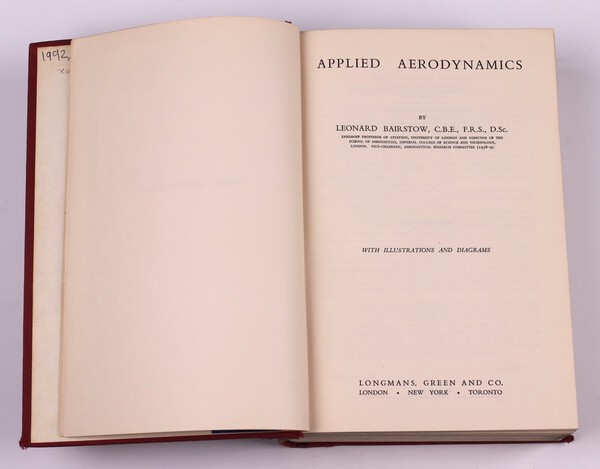 1992,
APPLIED AERODYNAMICS
BY
LEONARD BAIRSTOW, C.B.E., F.R.S., D.Sc.
ZAHAROFF PROFESSOR OF AVIATION, UNIVERSITY OF LONDON AND DIRECTOR OF THE
SCHOOL OF AERONAUTICS, IMPERIAL COLLEGE OF SCIENCE AND TECHNOLOGY,
LONDON. VICE-CHAIRMAN, AERONAUTICAL RESEARCH COMMITTEE
WITH ILLUSTRATIONS AND DIAGRAMS
LONGMANS, GREEN AND CO.
LONDON • NEW YORK • TORONTO